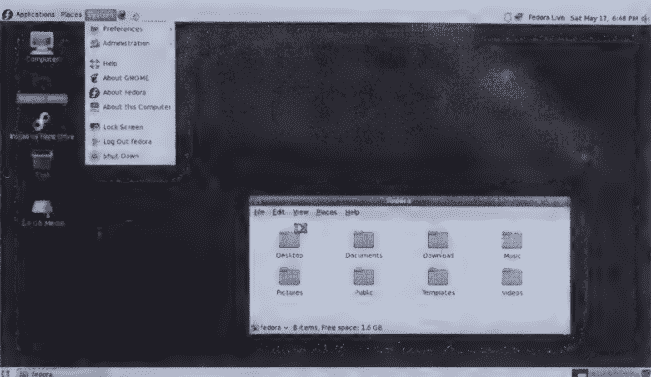 Applications Places System
Fedora Live Sat May 17, 6:46 PM
Preferences
Administration
Help
About GNOME
About Fedora
About this Computer
Lock Screen
Log Out fedora
Shut Down
Computer
fedora
File Edit View Places Help
Desktop
Documents
Download
Music
Pictures
Public
Templates
Videos
fedora 8 items, Free space: 1.6 GB
fedora